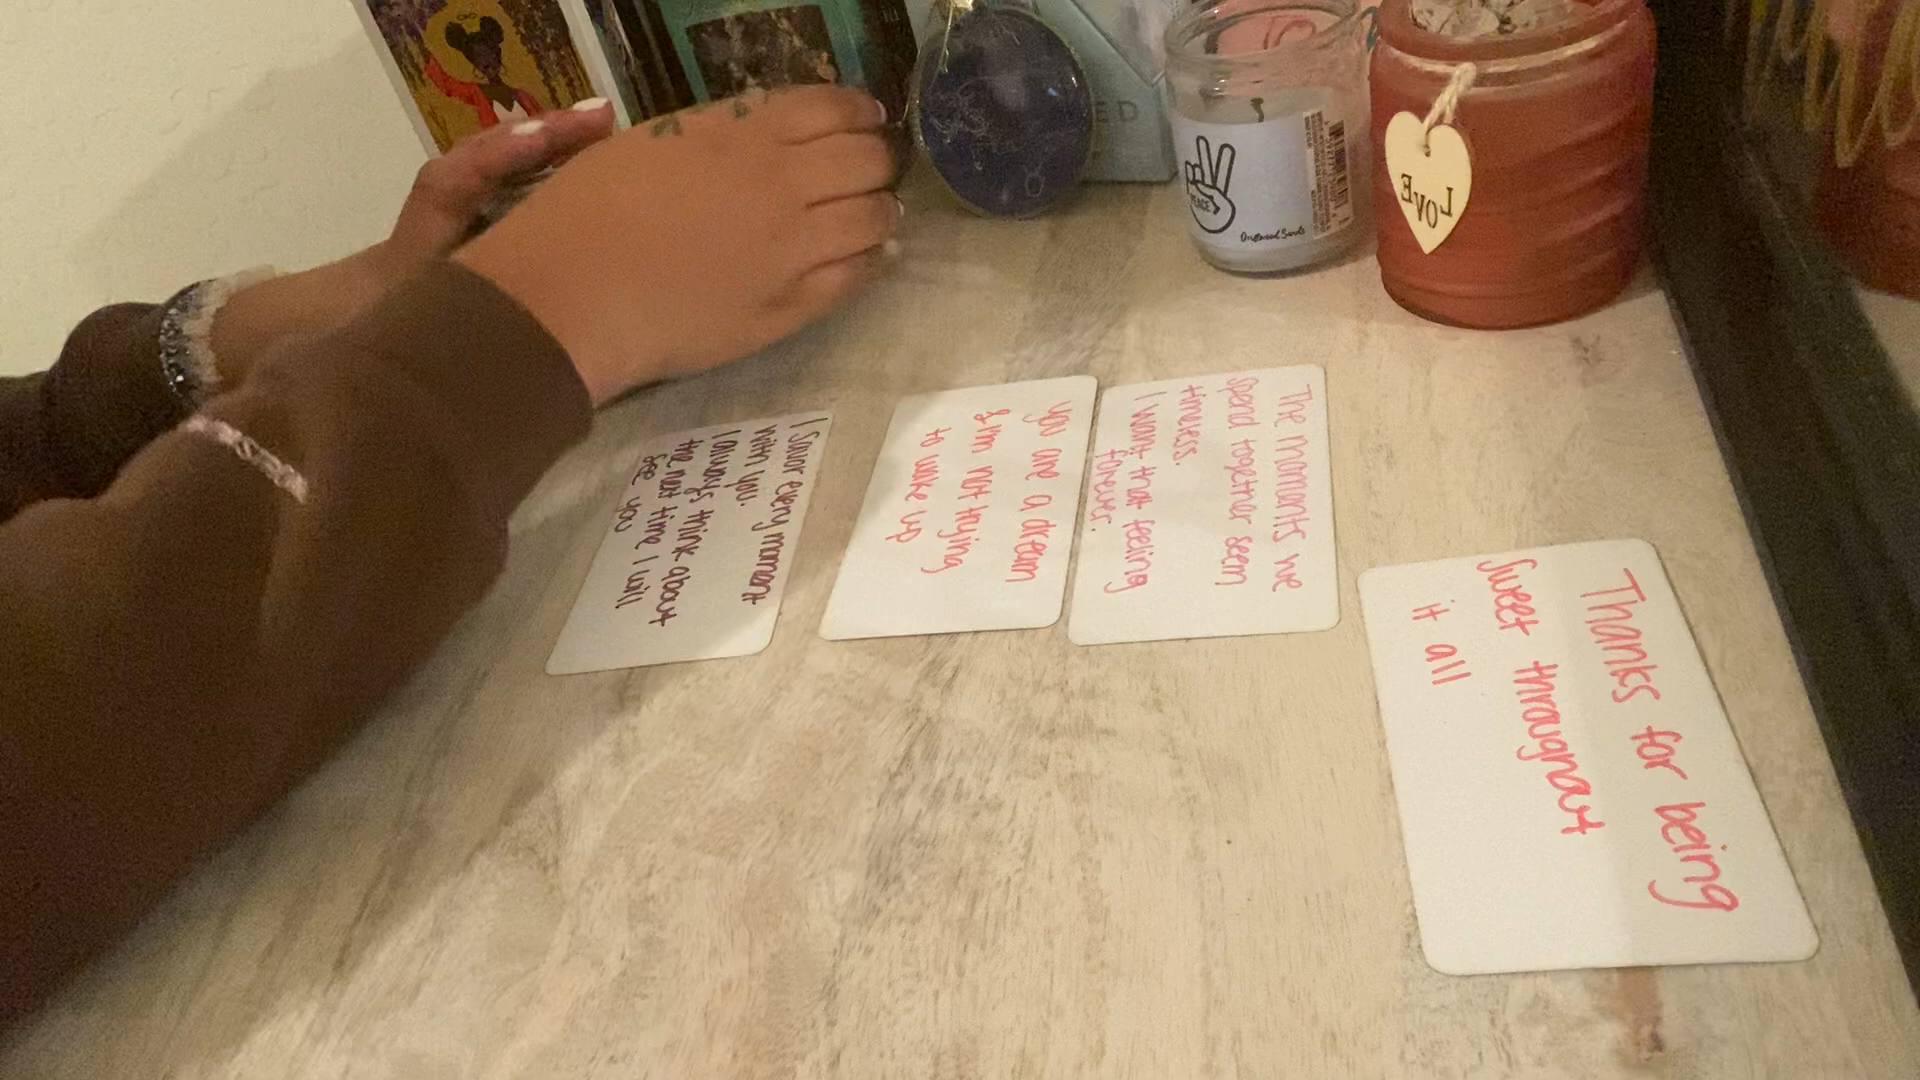 I Savor every moment
with you.
I always think about
the next time I will
see you
you are a dream
& I'm not trying
to wake up
The moments we
spend together seem
timeless.
I want that feeling
forever.
Thanks for being
sweet throughout
it all
PEACE
LOVE
ED